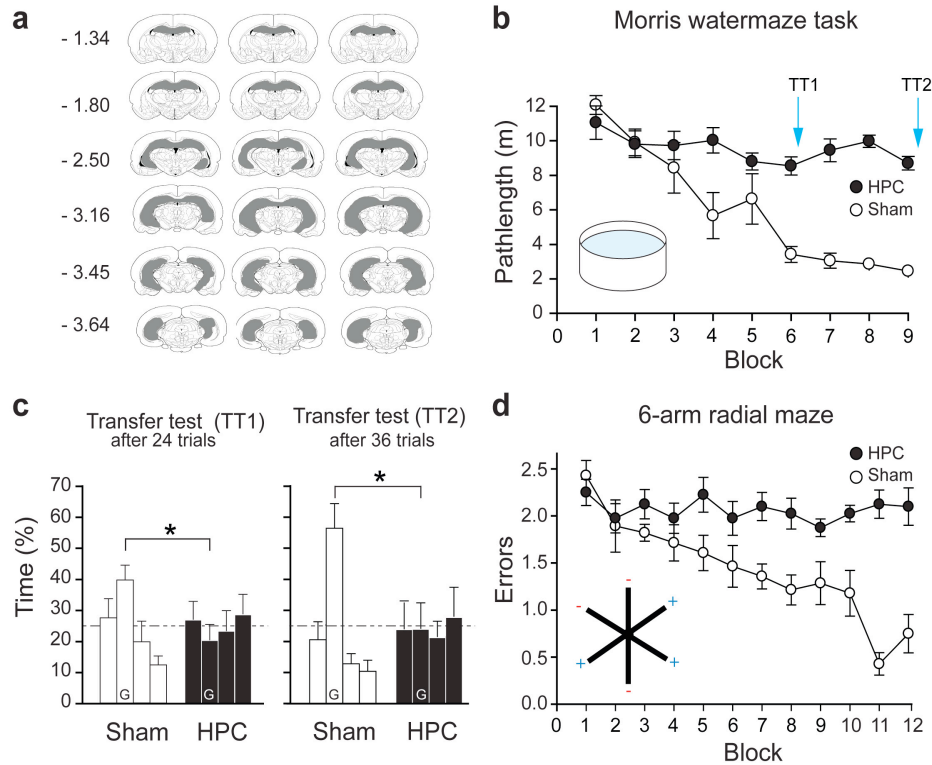 a
- 1.34
- 1.80
- 2.50
- 3.16
- 3.45
- 3.64
b
Morris watermaze task
TT1
TT2
12
10
8
6
4
2
0
Pathlength (m)
HPC
Sham
0 1 2 3 4 5 6 7 8 9
Block
c
Transfer test (TT1)
after 24 trials
Transfer test (TT2)
after 36 trials
70
60
50
40
30
20
10
0
Time (%)
*
*
G
G
G
G
Sham
HPC
Sham
HPC
d
6-arm radial maze
HPC
Sham
2.5
2.0
1.5
1.0
0.5
0.0
Errors
-
-
+
+
+
-
0 1 2 3 4 5 6 7 8 9 10 11 12
Block